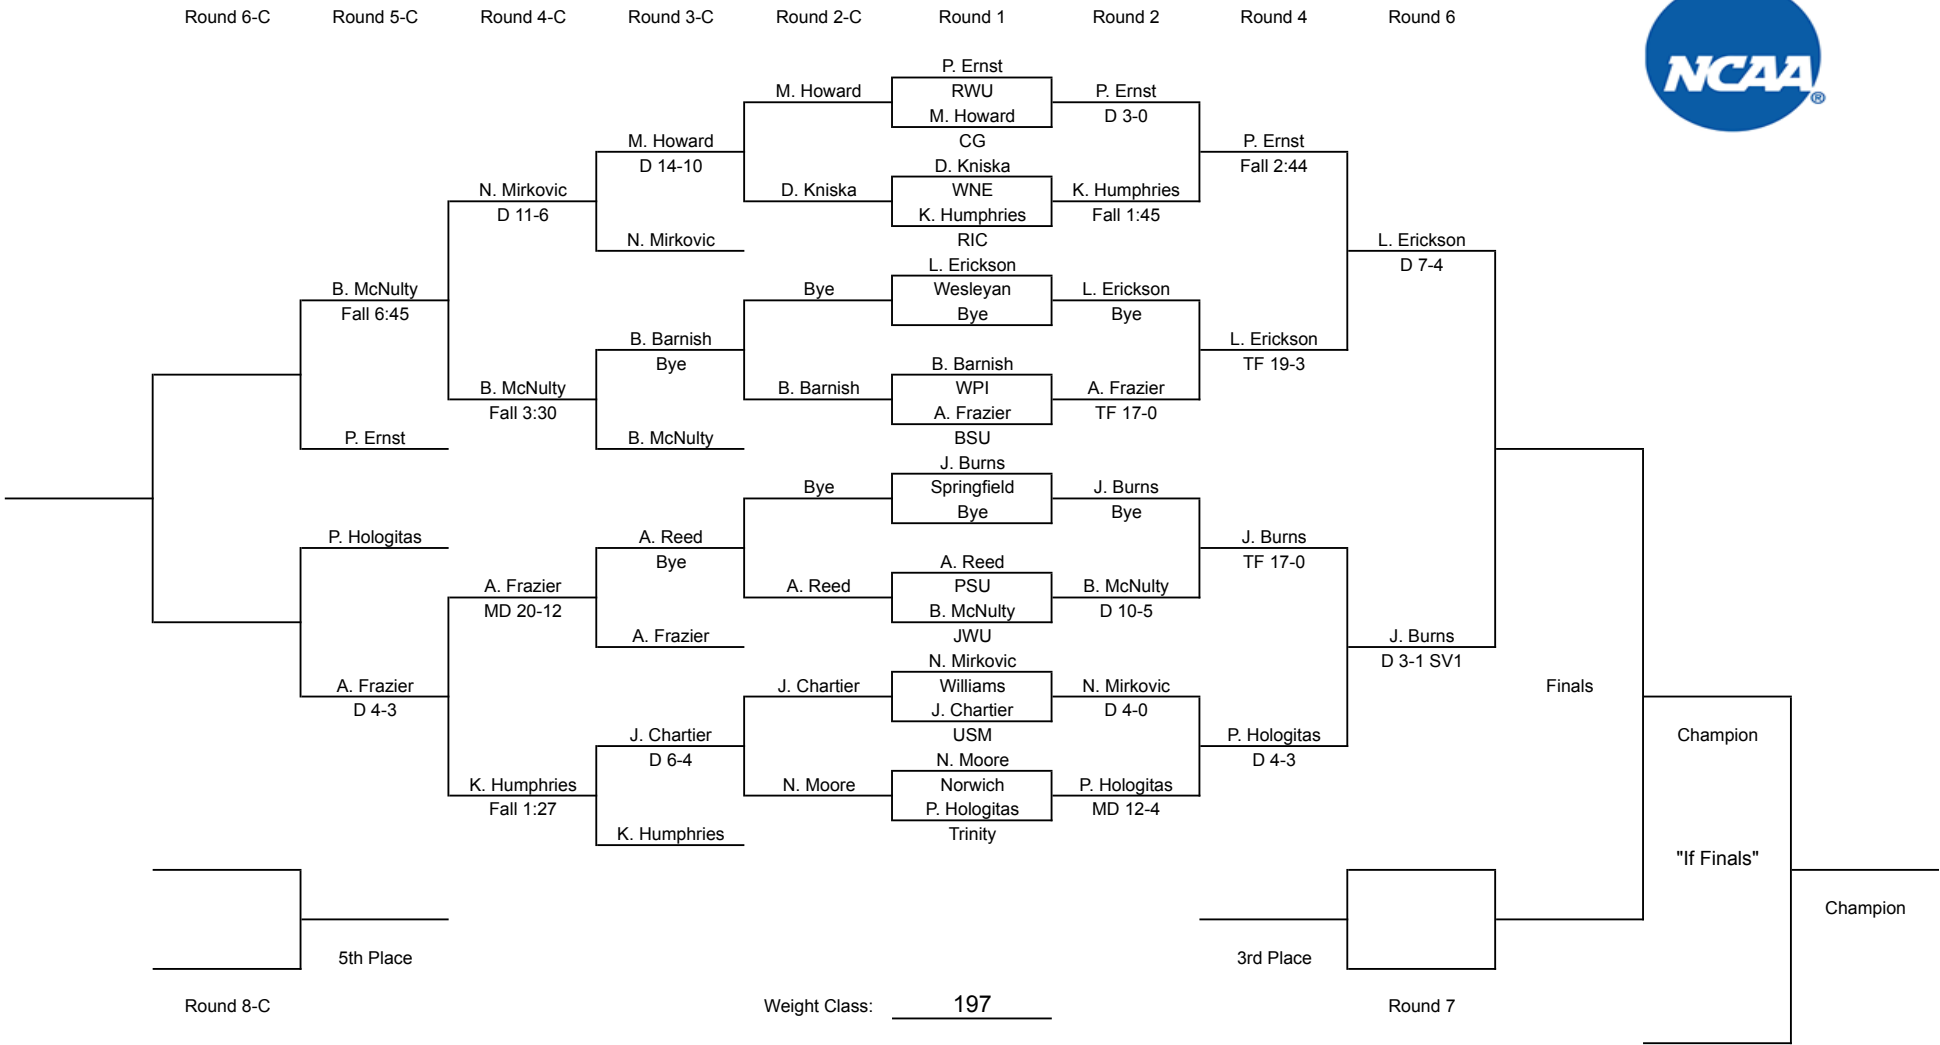 Round 6-C Round 5-C Round 4-C Round 3-C Round 2-C Round 1 Round 2 Round 4 Round 6
NCAA®
P. Ernst
M. Howard RWU P. Ernst
M. Howard D 3-0
M. Howard CG P. Ernst
D 14-10 D. Kniska Fall 2:44
N. Mirkovic D. Kniska WNE K. Humphries
D 11-6 K. Humphries Fall 1:45
N. Mirkovic RIC L. Erickson
L. Erickson D 7-4
B. McNulty Bye Wesleyan L. Erickson
Fall 6:45 Bye Bye
B. Barnish L. Erickson
Bye B. Barnish TF 19-3
B. McNulty B. Barnish WPI A. Frazier
Fall 3:30 A. Frazier TF 17-0
P. Ernst B. McNulty BSU
J. Burns
Bye Springfield J. Burns
Bye Bye
P. Hologitas A. Reed J. Burns
Bye A. Reed TF 17-0
A. Frazier A. Reed PSU B. McNulty
MD 20-12 B. McNulty D 10-5
A. Frazier JWU J. Burns
N. Mirkovic D 3-1 SV1
A. Frazier J. Chartier Williams N. Mirkovic Finals
D 4-3 J. Chartier D 4-0
J. Chartier USM P. Hologitas Champion
D 6-4 N. Moore D 4-3
K. Humphries N. Moore Norwich P. Hologitas
Fall 1:27 P. Hologitas MD 12-4
K. Humphries Trinity
"If Finals"
Champion
5th Place 3rd Place
Round 8-C Weight Class: 197 Round 7